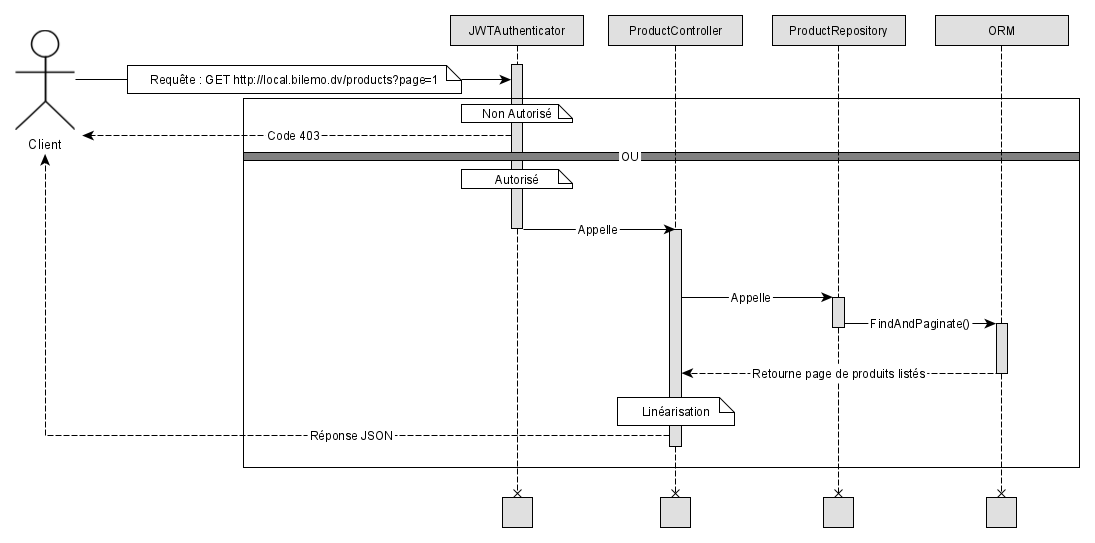 JWTAuthenticator
ProductController
ProductRepository
ORM
Requête : GET http://local.bilemo.dv/products?page=1
Non Autorisé
Code 403
Client
OU
Autorisé
Appelle
Appelle
FindAndPaginate()
Retourne page de produits listés
Linéarisation
Réponse JSON